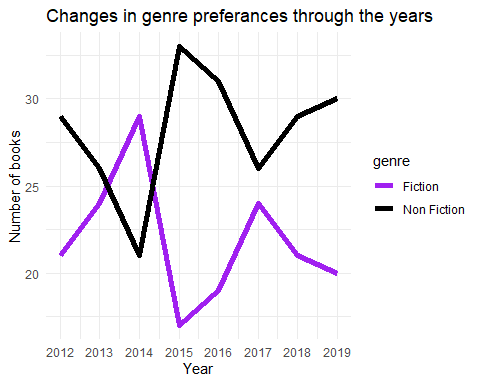 Changes in genre preferances through the years
Number of books
30
25
20
2012 2013 2014 2015 2016 2017 2018 2019
Year
genre
Fiction
Non Fiction